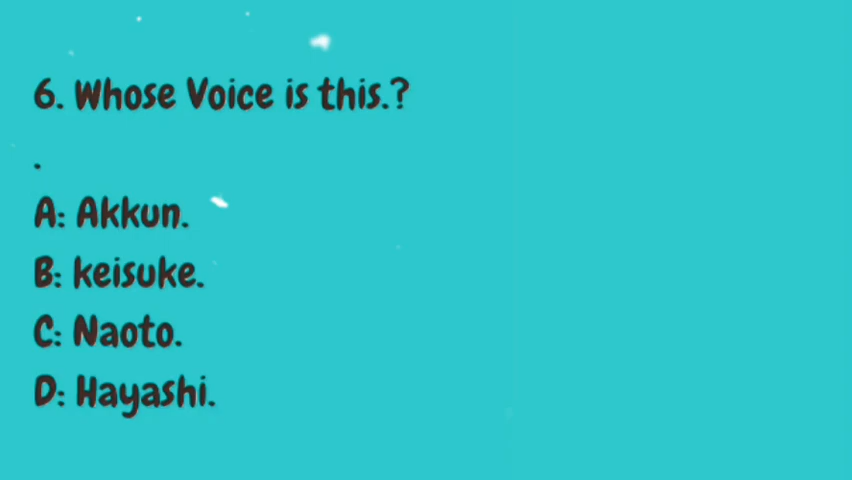 6. Whose Voice is this.?
.
A: Akkun.
B: keisuke.
C: Naoto.
D: Hayashi.